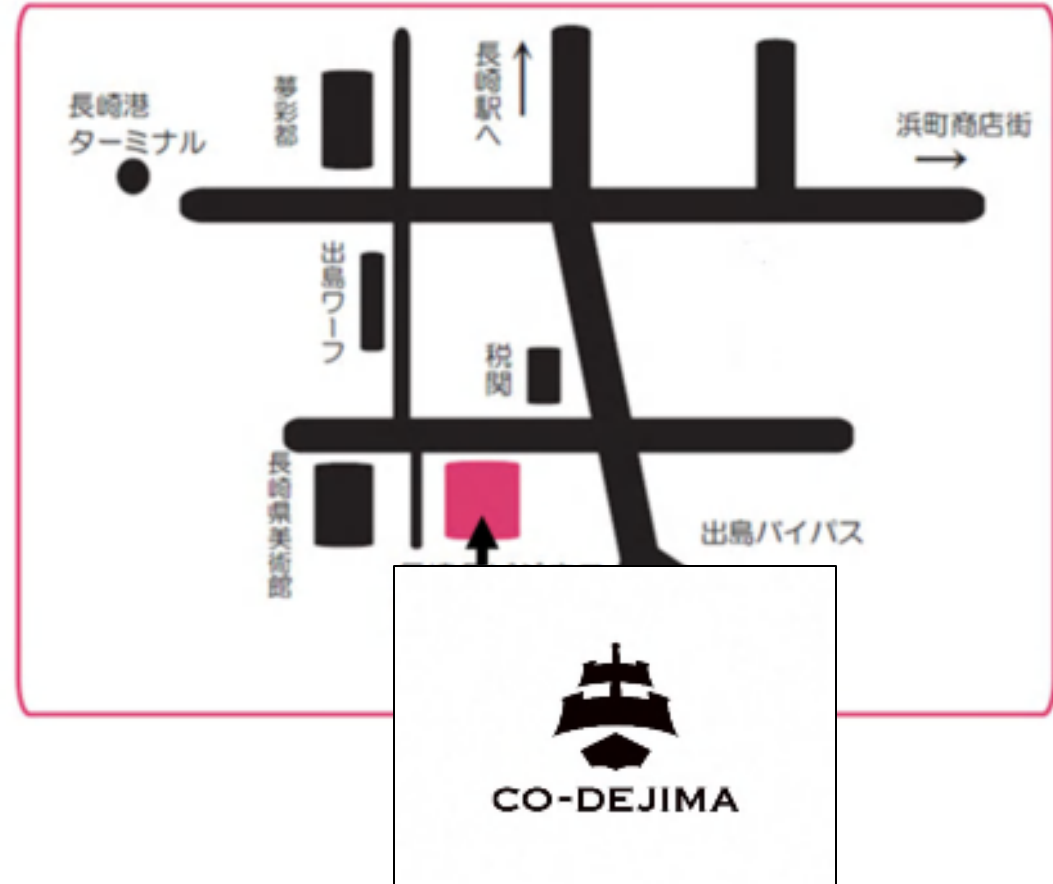 長崎港
ターミナル
夢彩都
長崎駅へ
浜町商店街
出島ワーフ
税関
長崎県美術館
出島バイパス
CO-DEJIMA